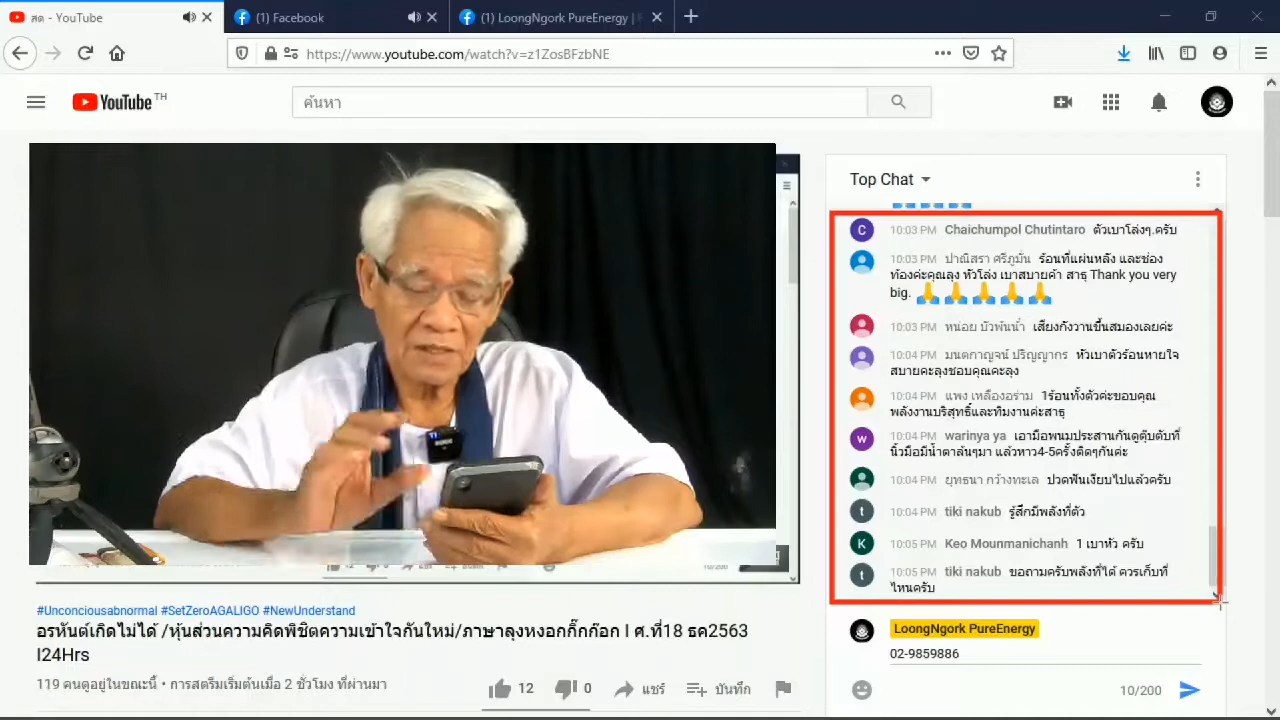 สด - YouTube
(1) Facebook
(1) LoongNgork PureEnergy | F
https://www.youtube.com/watch?v=z1ZosBFzbNE
YouTube TH
ค้นหา
Top Chat
10:03 PM Chaichumpol Chutintaro ตัวเบาโล่งๆ.ครับ
10:03 PM ปาณิสรา ศรีภูมั่น ร้อนที่แผ่นหลัง และช่อง
ท้องค่ะคุณลุง หัวโล่ง เบาสบายค้า สาธุ Thank you very
big. 🙏🙏🙏🙏🙏
10:03 PM หน่อย บัวพันน้ำ เสียงกังวานขึ้นสมองเลยค่ะ
10:04 PM มนตกาญจน์ ปริญญากร หัวเบาตัวร้อนหายใจ
สบายคะลุงชอบคุณคะลุง
10:04 PM แพง เหลืองอร่าม 1ร้อนทั้งตัวค่ะขอบคุณ
พลังงานบริสุทธิ์และทีมงานค่ะสาธุ
10:04 PM warinya ya เอามือพนมประสานกันดูตุ๊บตับที่
นิ้วมือมีน้ำตาล้นๆมา แล้วหาว4-5ครั้งติดๆกันค่ะ
10:04 PM ยุทธนา กว้างทะเล ปวดฟันเงียบไปแล้วครับ
10:04 PM tiki nakub รู้สึกมีพลังที่ตัว
10:05 PM Keo Mounmanichanh 1 เบาหัว ครับ
10:05 PM tiki nakub ขอถามครับพลังที่ได้ ควรเก็บที่
ไหนครับ
LoongNgork PureEnergy
02-9859886
10/200
#Unconciousabnormal #SetZeroAGALIGO #NewUnderstand
อรหันต์เกิดไม่ได้ /หุ้นส่วนความคิดพิชิตความเข้าใจกันใหม่/ภาษาลุงหงอกกิ๊กก๊อก I ศ.ที่18 ธค2563
I24Hrs
119 คนดูอยู่ในขณะนี้ • การสตรีมเริ่มต้นเมื่อ 2 ชั่วโมง ที่ผ่านมา
12 0 แชร์ บันทึก